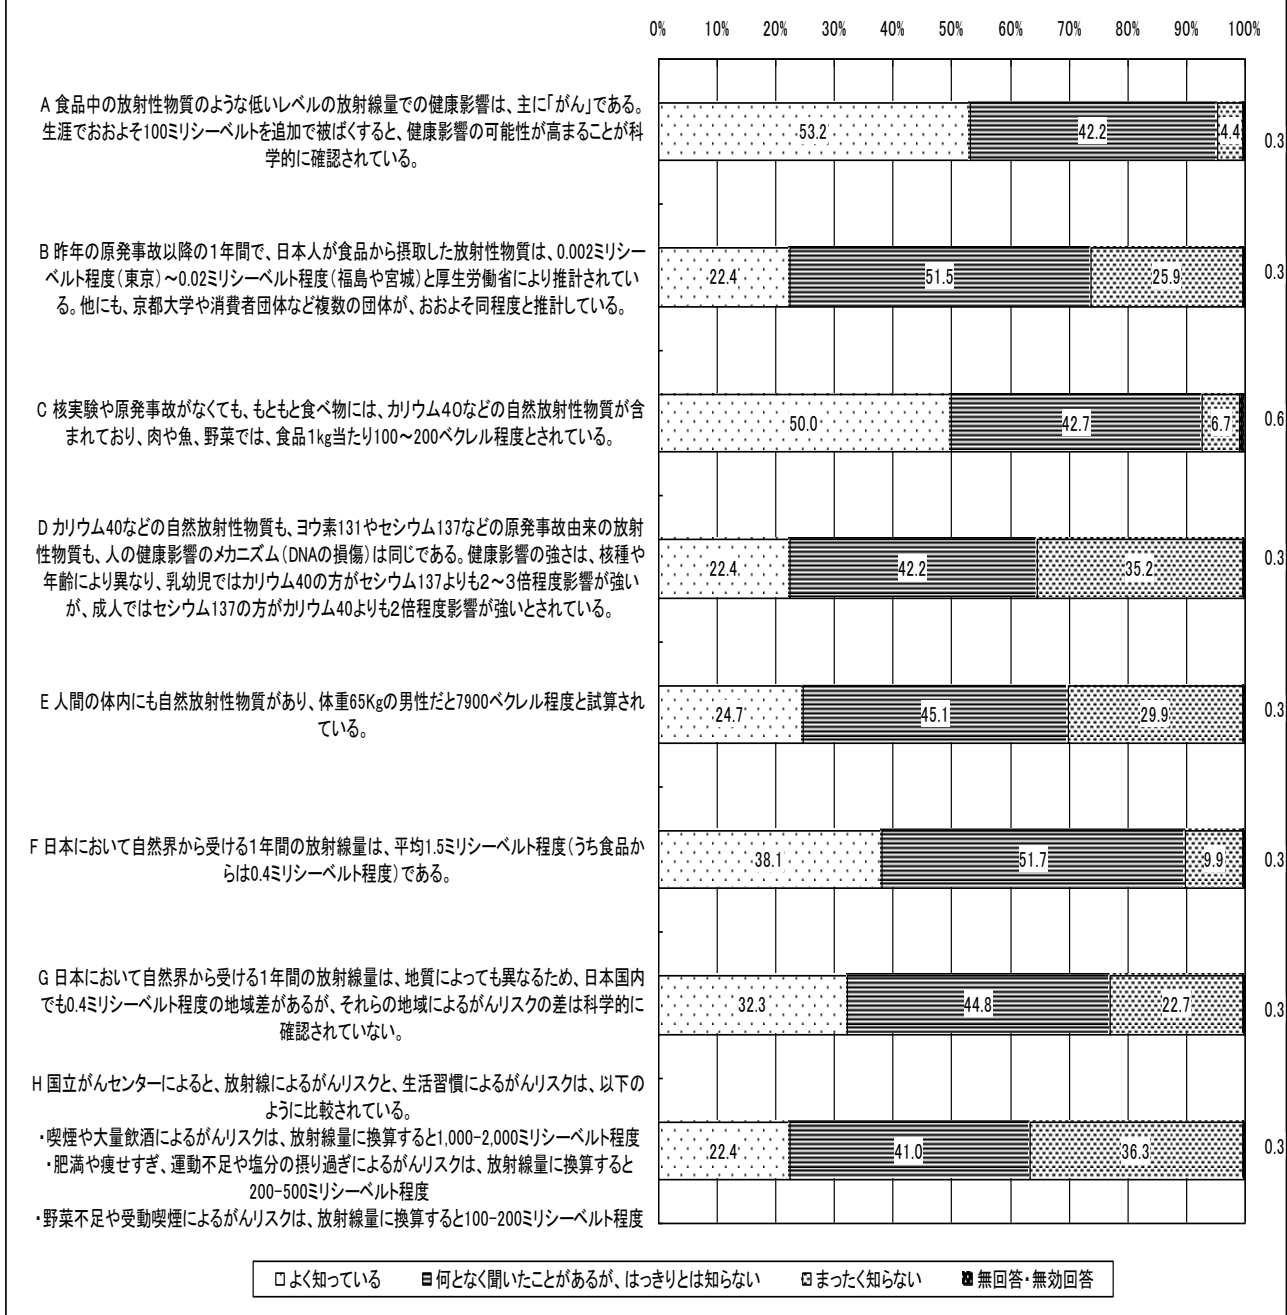 0% 10% 20% 30% 40% 50% 60% 70% 80% 90% 100%
A 食品中の放射性物質のような低いレベルの放射線量での健康影響は、主に「がん」である。
生涯でおおよそ100ミリシーベルトを追加で被ばくすると、健康影響の可能性が高まることが科
学的に確認されている。
53.2 42.2 4.4 0.3
B 昨年の原発事故以降の1年間で、日本人が食品から摂取した放射性物質は、0.002ミリシー
ベルト程度(東京)~0.02ミリシーベルト程度(福島や宮城)と厚生労働省により推計されてい
る。他にも、京都大学や消費者団体など複数の団体が、おおよそ同程度と推計している。
22.4 51.5 25.9 0.3
C 核実験や原発事故がなくても、もともと食べ物には、カリウム40などの自然放射性物質が含
まれており、肉や魚、野菜では、食品1kg当たり100~200ベクレル程度とされている。
50.0 42.7 6.7 0.6
D カリウム40などの自然放射性物質も、ヨウ素131やセシウム137などの原発事故由来の放射
性物質も、人の健康影響のメカニズム(DNAの損傷)は同じである。健康影響の強さは、核種や
年齢により異なり、乳幼児ではカリウム40の方がセシウム137よりも2~3倍程度影響が強い
が、成人ではセシウム137の方がカリウム40よりも2倍程度影響が強いとされている。
22.4 42.2 35.2 0.3
E 人間の体内にも自然放射性物質があり、体重65Kgの男性だと7900ベクレル程度と試算され
ている。
24.7 45.1 29.9 0.3
F 日本において自然界から受ける1年間の放射線量は、平均1.5ミリシーベルト程度(うち食品か
らは0.4ミリシーベルト程度)である。
38.1 51.7 9.9 0.3
G 日本において自然界から受ける1年間の放射線量は、地質によっても異なるため、日本国内
でも0.4ミリシーベルト程度の地域差があるが、それらの地域によるがんリスクの差は科学的に
確認されていない。
32.3 44.8 22.7 0.3
H 国立がんセンターによると、放射線によるがんリスクと、生活習慣によるがんリスクは、以下の
ように比較されている。
・喫煙や大量飲酒によるがんリスクは、放射線量に換算すると1,000-2,000ミリシーベルト程度
・肥満や痩せすぎ、運動不足や塩分の摂り過ぎによるがんリスクは、放射線量に換算すると
200-500ミリシーベルト程度
・野菜不足や受動喫煙によるがんリスクは、放射線量に換算すると100-200ミリシーベルト程度
22.4 41.0 36.3 0.3
よく知っている 何となく聞いたことがあるが、はっきりとは知らない まったく知らない 無回答・無効回答